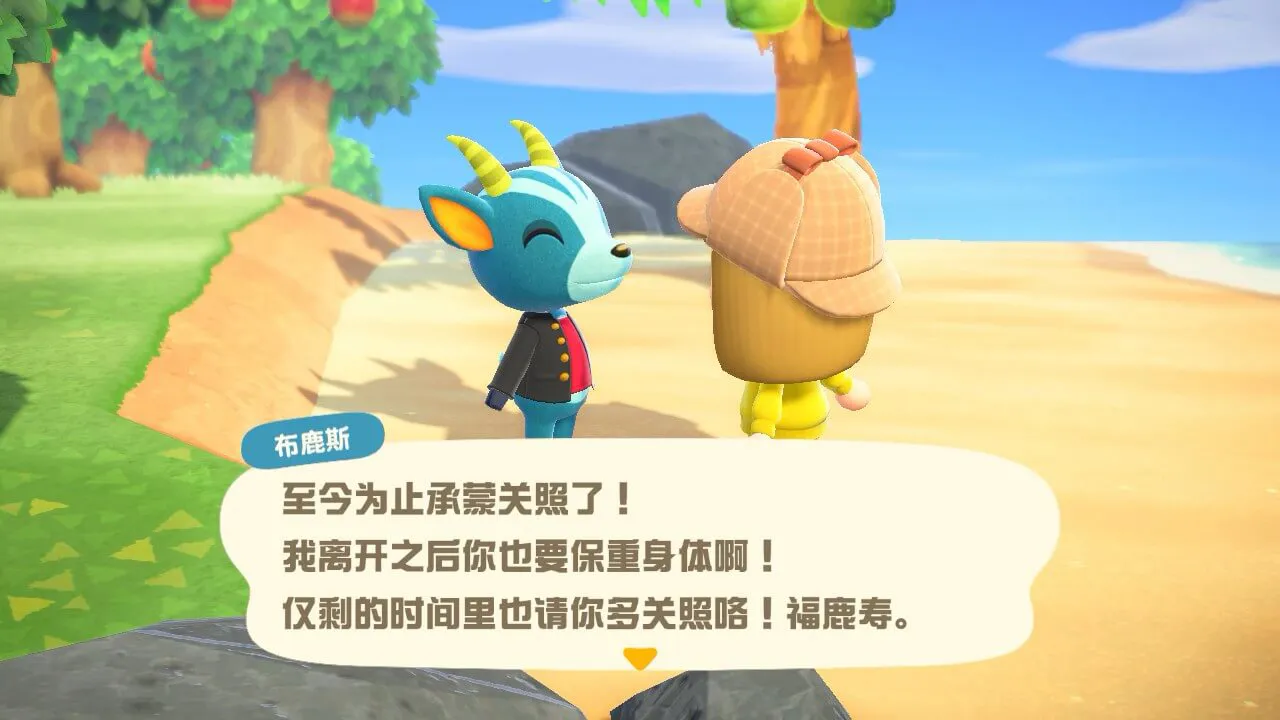 布鹿斯
至今为止承蒙关照了！
我离开之后你也要保重身体啊！
仅剩的时间里也请你多关照咯！福鹿寿。